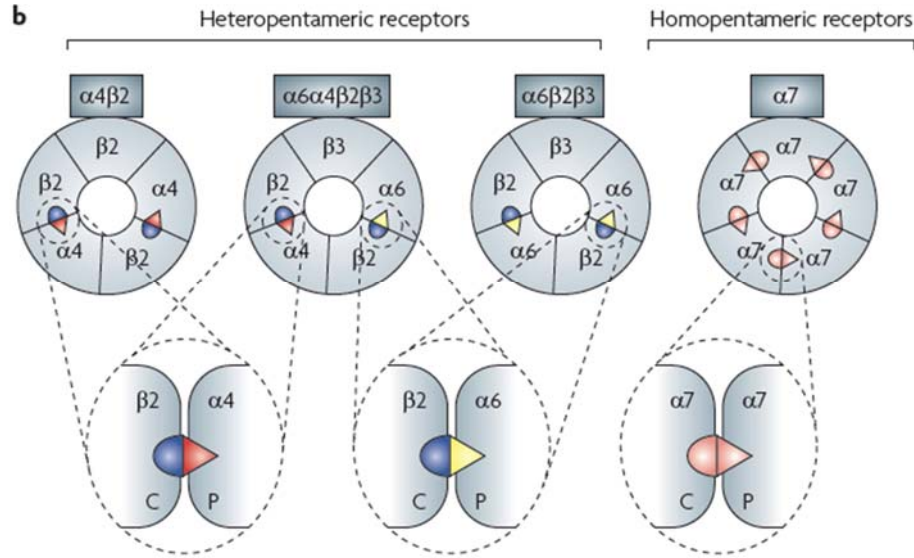 b
Heteropentameric receptors
Homopentameric receptors
α4β2
α6α4β2β3
α6β2β3
α7
β2
β2
α4
α4
β2
β3
β2
α6
α4
β2
β3
β2
α6
α6
β2
α7
α7
α7
α7
α7
β2
α4
C
P
β2
α6
C
P
α7
α7
C
P